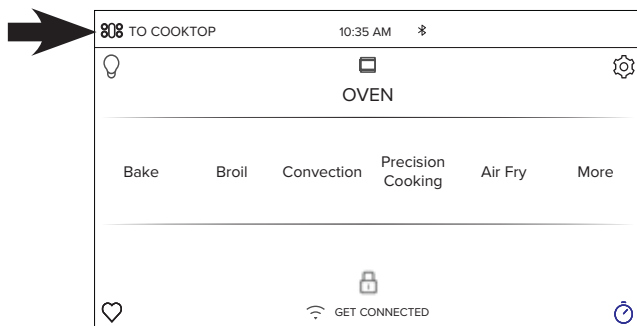 TO COOKTOP 10:35 AM
OVEN
Bake Broil Convection Precision Cooking Air Fry More
GET CONNECTED